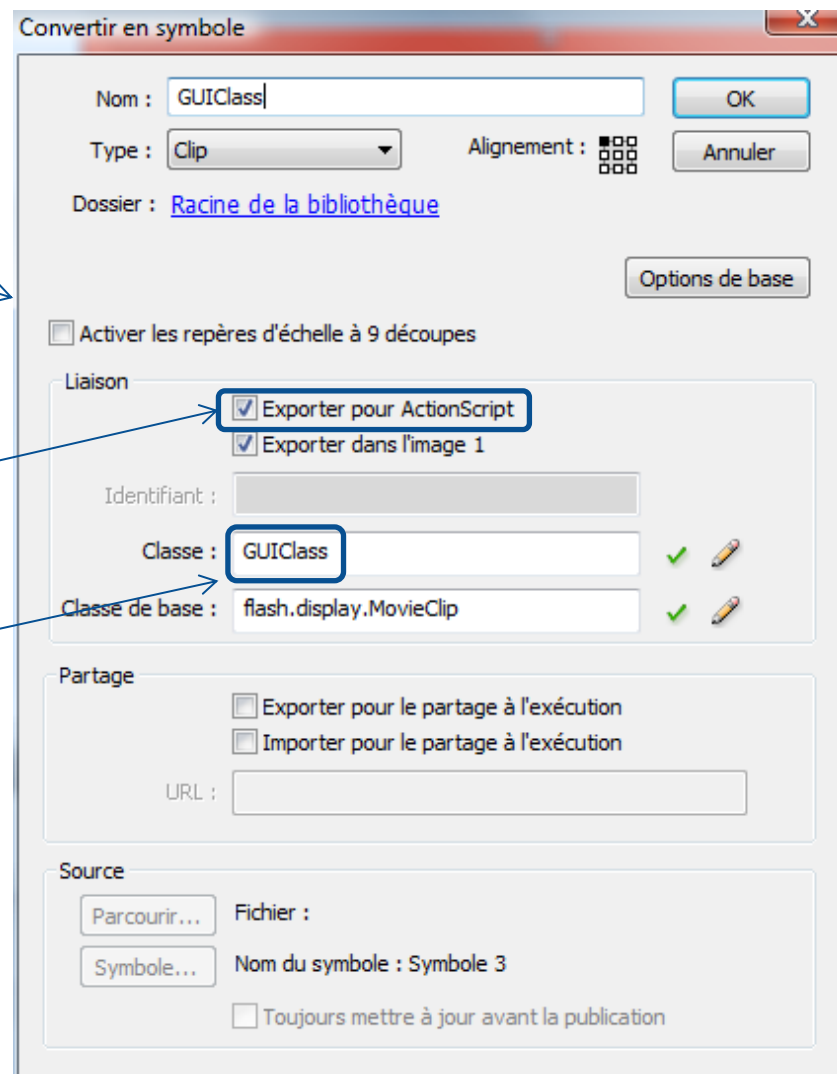 Convertir en symbole
Nom : GUIClass OK
Type : Clip Alignement : Annuler
Dossier : Racine de la bibliothèque
Options de base
Activer les repères d'échelle à 9 découpes
Liaison
Exporter pour ActionScript
Exporter dans l'image 1
Identifiant :
Classe : GUIClass
Classe de base : flash.display.MovieClip
Partage
Exporter pour le partage à l'exécution
Importer pour le partage à l'exécution
URL :
Source
Parcourir... Fichier :
Symbole... Nom du symbole : Symbole 3
Toujours mettre à jour avant la publication